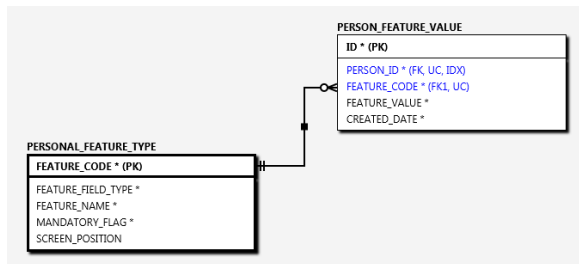 PERSON_FEATURE_VALUE
ID * (PK)
PERSON_ID * (FK, UC, IDX)
FEATURE_CODE * (FK1, UC)
FEATURE_VALUE *
CREATED_DATE *
PERSONAL_FEATURE_TYPE
FEATURE_CODE * (PK)
FEATURE_FIELD_TYPE *
FEATURE_NAME *
MANDATORY_FLAG *
SCREEN_POSITION